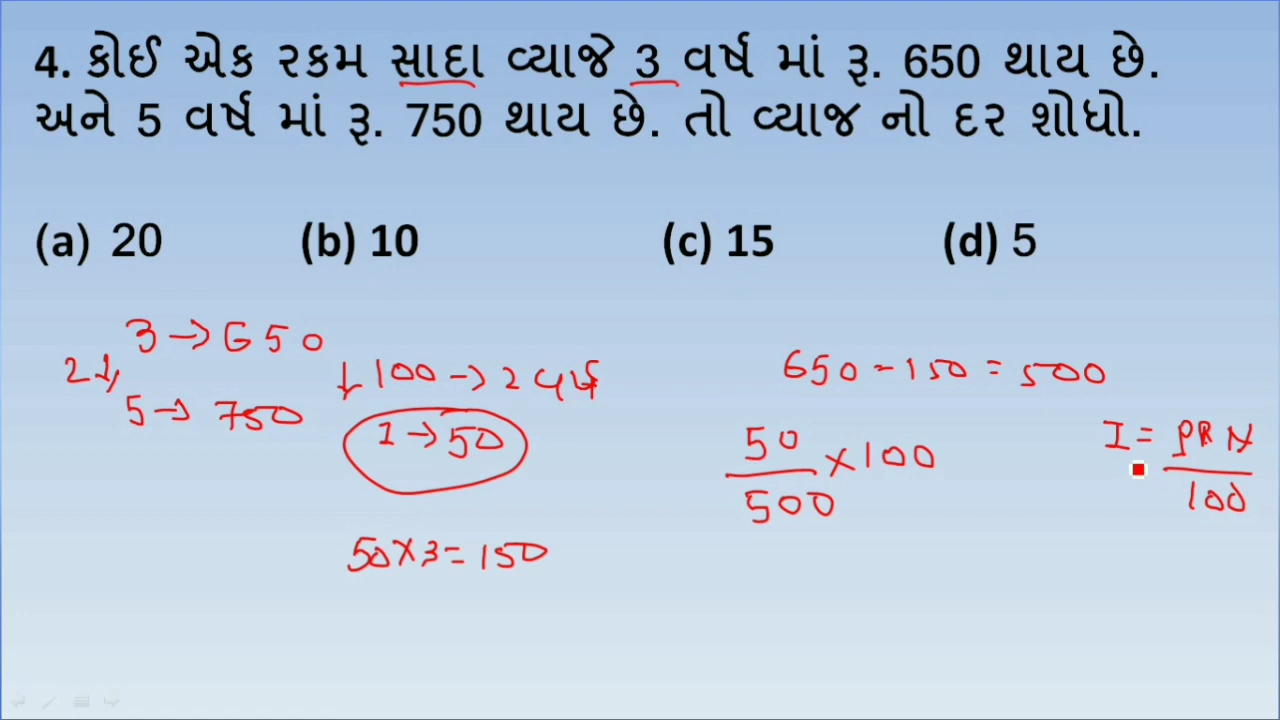 4. કોઈ એક રકમ સાદા વ્યાજે 3 વર્ષ માં રૂ. 650 થાય છે.
અને 5 વર્ષ માં રૂ. 750 થાય છે. તો વ્યાજ નો દર શોધો.
(a) 20 (b) 10 (c) 15 (d) 5
3 → 650
5 → 750
100 → 2 વર્ષ
1 → 50
50 × 3 = 150
650 - 150 = 500
50
500
× 100
I = PRN
100